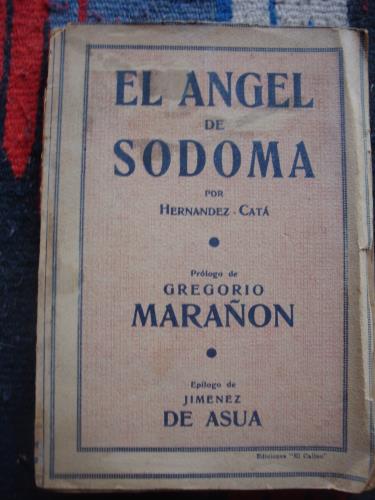 EL ANGEL
DE
SODOMA
POR
HERNANDEZ - CATÁ
Prólogo de
GREGORIO
MARAÑON
Epílogo de
JIMENEZ
DE ASUA
Ediciones "El Callao"